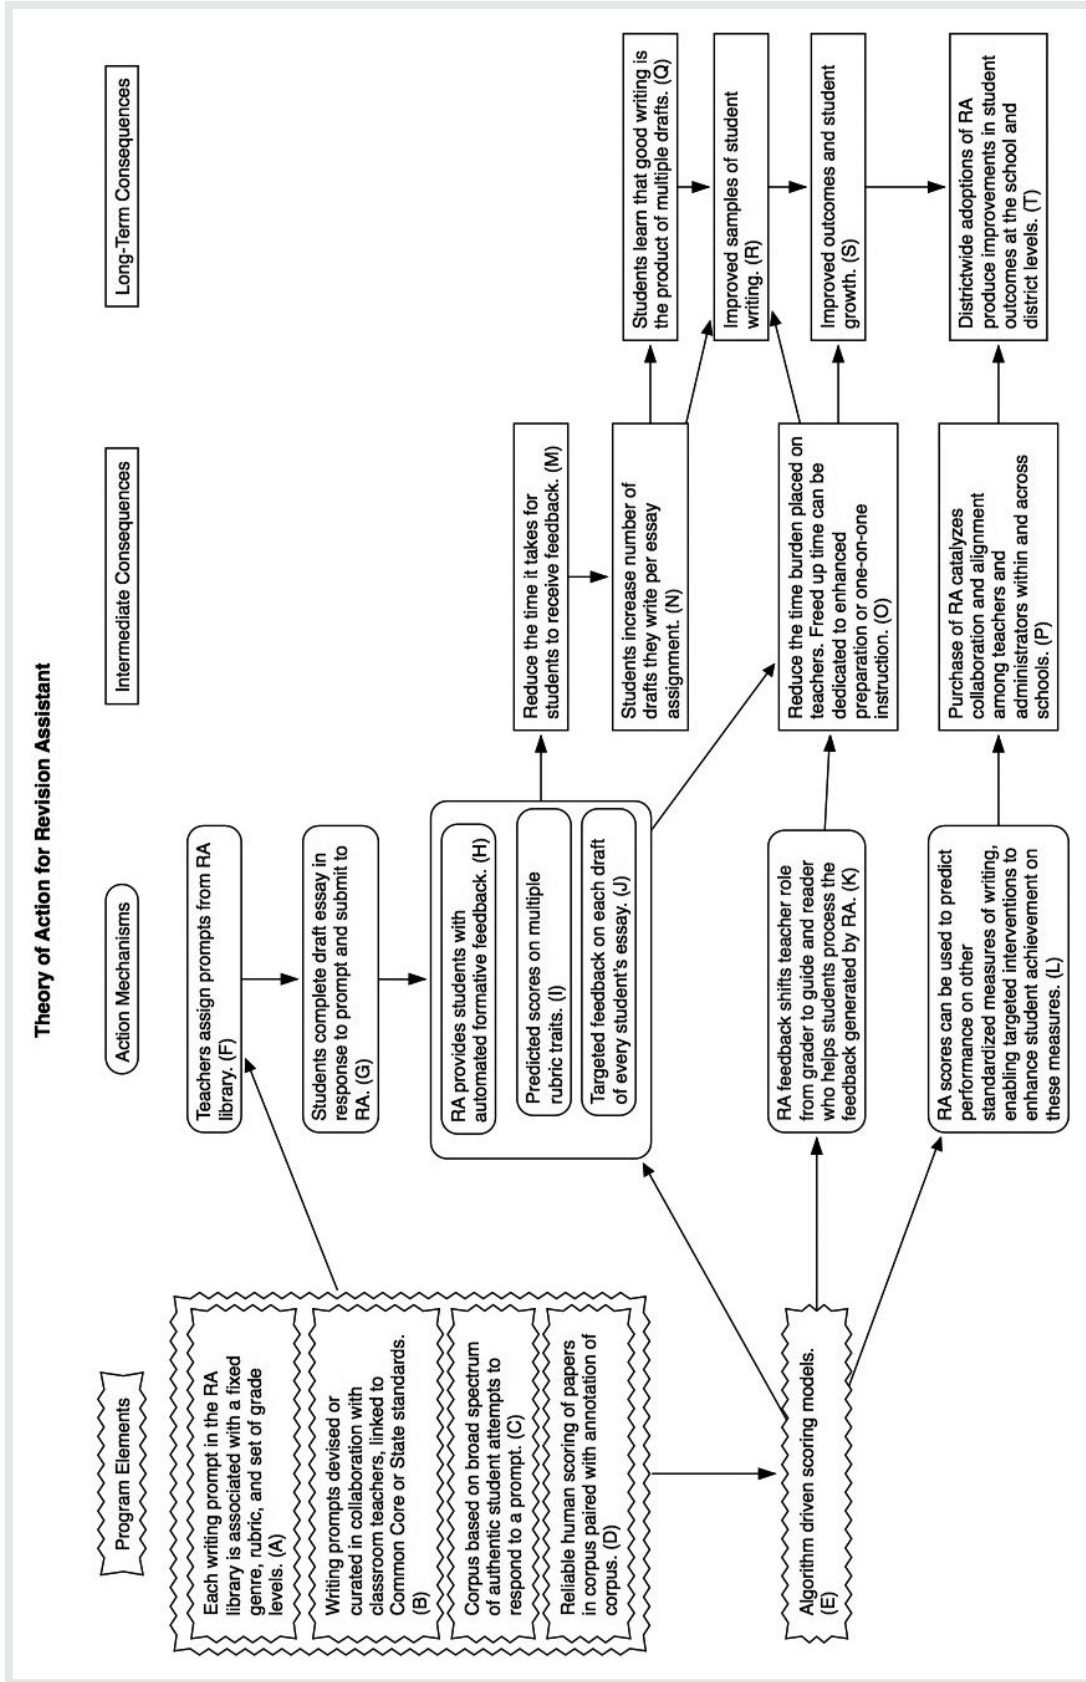 Theory of Action for Revision Assistant
Program Elements
Action Mechanisms
Intermediate Consequences
Long-Term Consequences
Each writing prompt in the RA
library is associated with a fixed
genre, rubric, and set of grade
levels. (A)
Writing prompts devised or
curated in collaboration with
classroom teachers, linked to
Common Core or State standards.
(B)
Corpus based on broad spectrum
of authentic student attempts to
respond to a prompt. (C)
Reliable human scoring of papers
in corpus paired with annotation of
corpus. (D)
Algorithm driven scoring models.
(E)
Teachers assign prompts from RA
library. (F)
Students complete draft essay in
response to prompt and submit to
RA. (G)
RA provides students with
automated formative feedback. (H)
Predicted scores on multiple
rubric traits. (I)
Targeted feedback on each draft
of every student's essay. (J)
RA feedback shifts teacher role
from grader to guide and reader
who helps students process the
feedback generated by RA. (K)
RA scores can be used to predict
performance on other
standardized measures of writing,
enabling targeted interventions to
enhance student achievement on
these measures. (L)
Reduce the time it takes for
students to receive feedback. (M)
Students increase number of
drafts they write per essay
assignment. (N)
Reduce the time burden placed on
teachers. Freed up time can be
dedicated to enhanced
preparation or one-on-one
instruction. (O)
Purchase of RA catalyzes
collaboration and alignment
among teachers and
administrators within and across
schools. (P)
Students learn that good writing is
the product of multiple drafts. (Q)
Improved samples of student
writing. (R)
Improved outcomes and student
growth. (S)
Districtwide adoptions of RA
produce improvements in student
outcomes at the school and
district levels. (T)